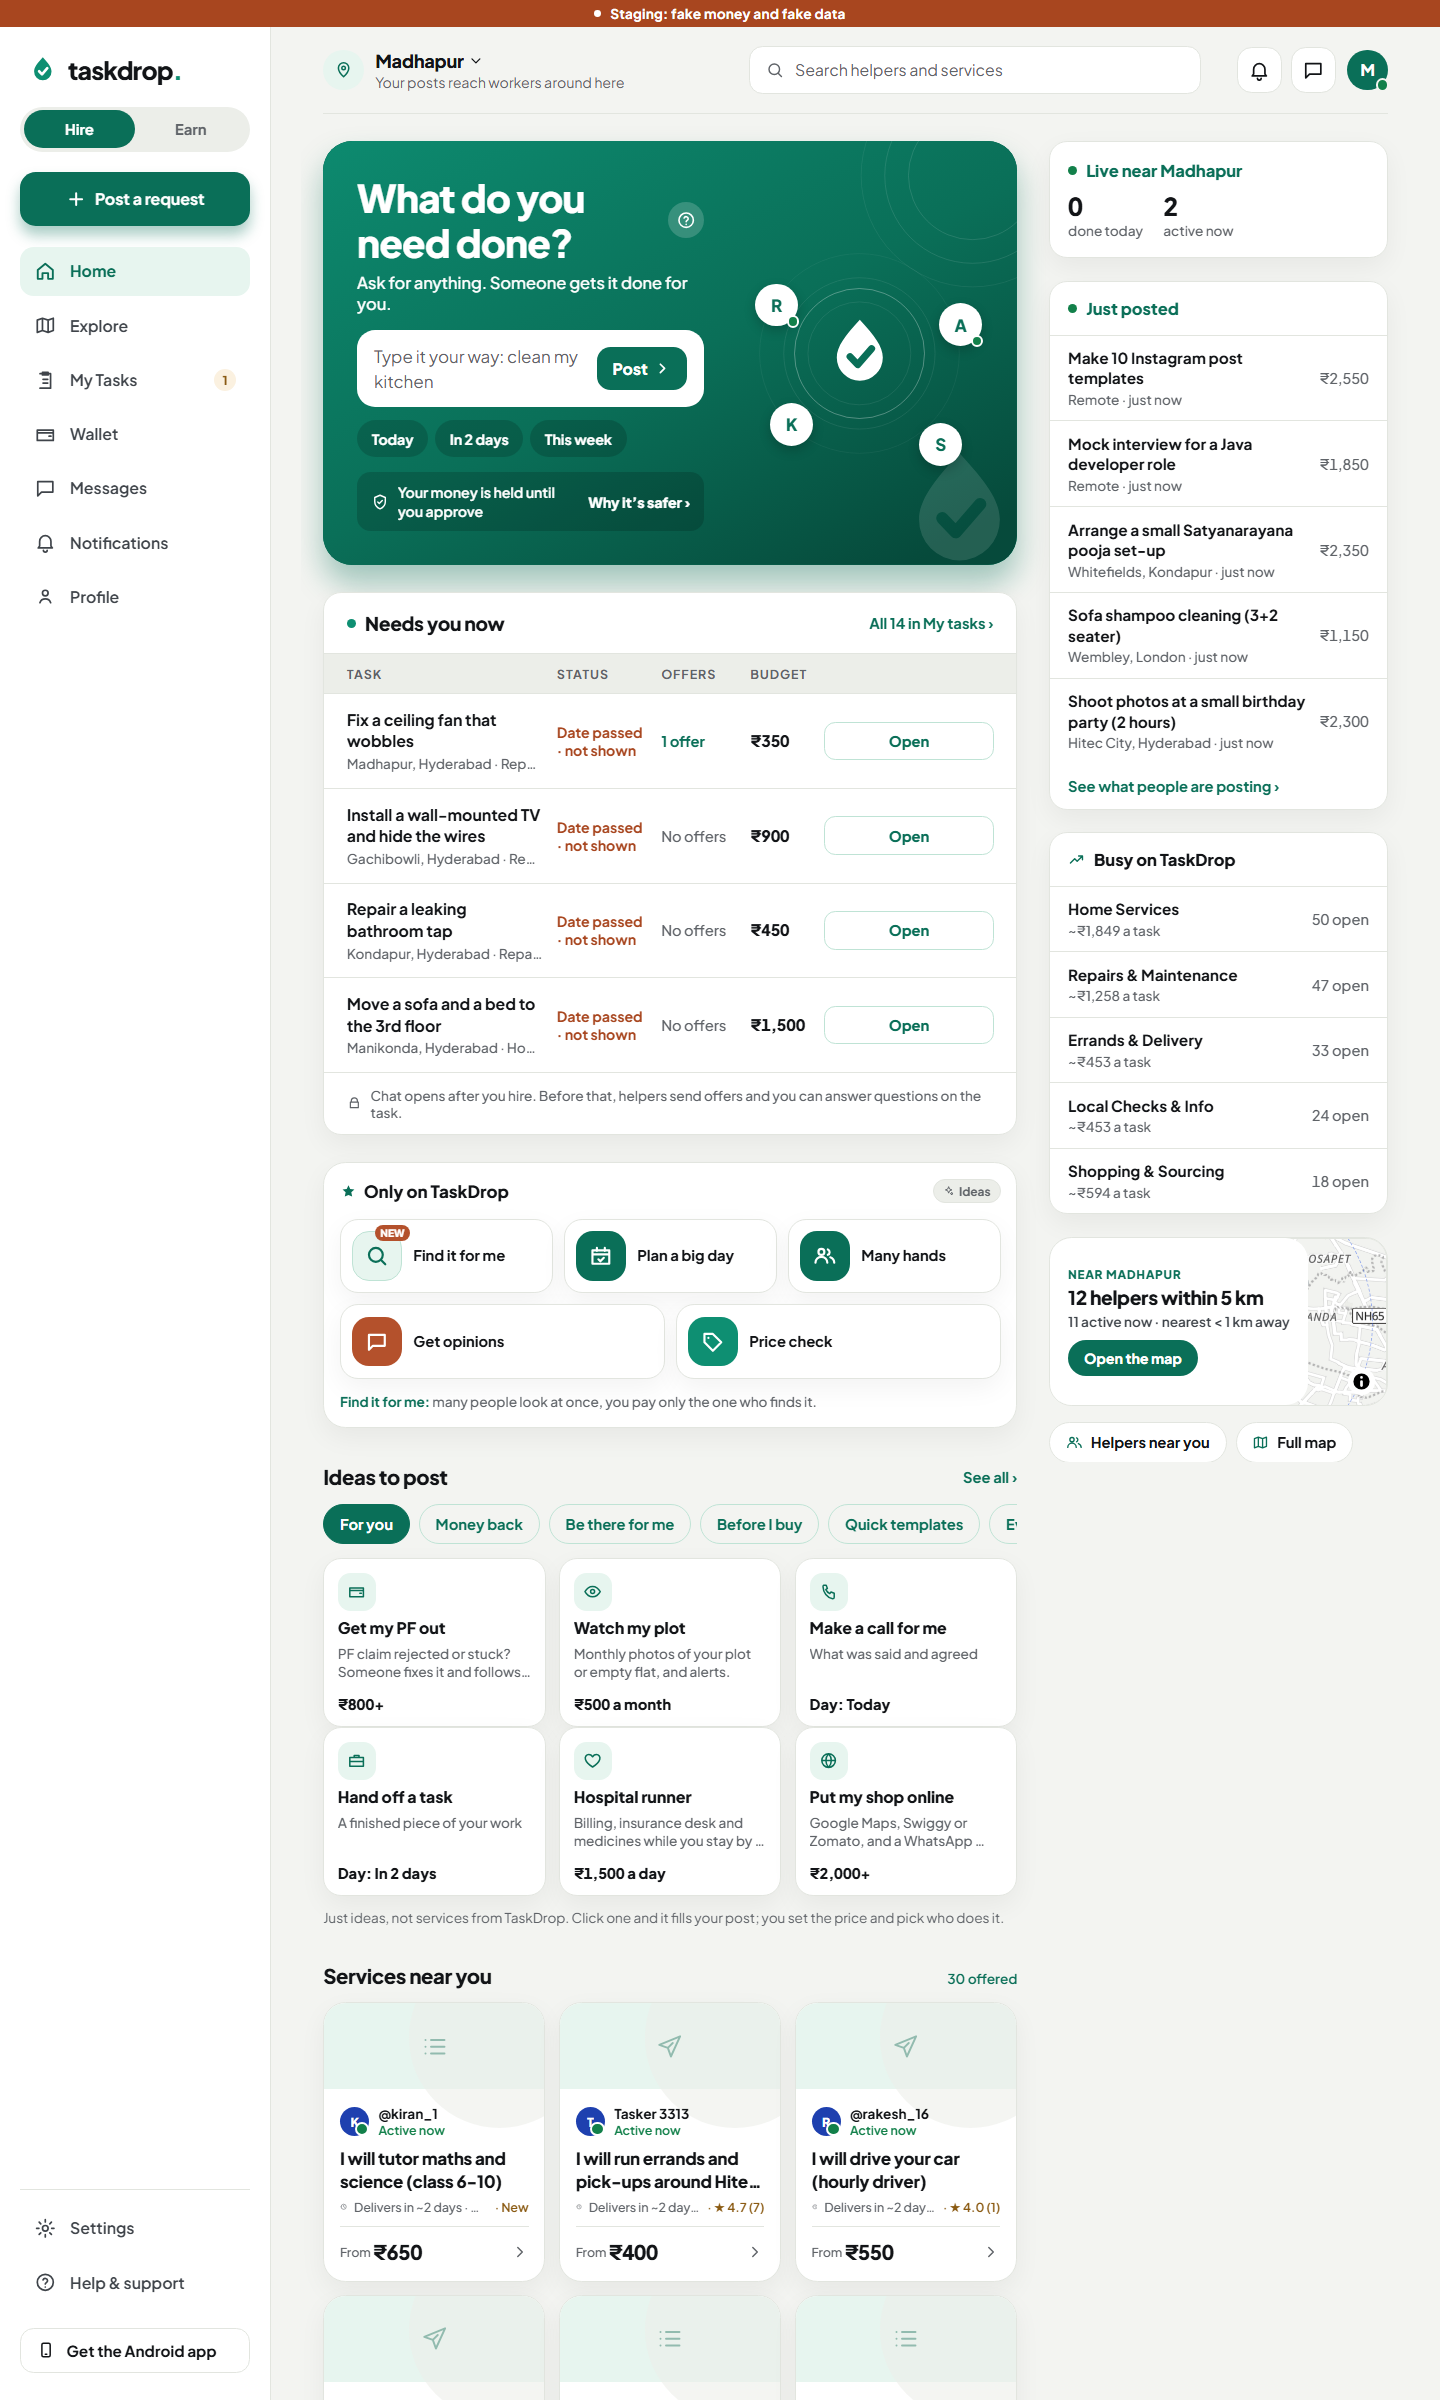 Staging: fake money and fake data
taskdrop.
Hire
Earn
Post a request
Home
Explore
My Tasks
1
Wallet
Messages
Notifications
Profile
Settings
Help & support
Get the Android app
Madhapur
Your posts reach workers around here
Search helpers and services
M
What do you
need done?
Ask for anything. Someone gets it done for
you.
Type it your way: clean my
kitchen
Post
Today
In 2 days
This week
Your money is held until
you approve
Why it's safer ›
R
A
K
S
Needs you now
All 14 in My tasks ›
TASK
STATUS
OFFERS
BUDGET
Fix a ceiling fan that
wobbles
Madhapur, Hyderabad · Rep...
Date passed
· not shown
1 offer
₹350
Open
Install a wall-mounted TV
and hide the wires
Gachibowli, Hyderabad · Re...
Date passed
· not shown
No offers
₹900
Open
Repair a leaking
bathroom tap
Kondapur, Hyderabad · Repa...
Date passed
· not shown
No offers
₹450
Open
Move a sofa and a bed to
the 3rd floor
Manikonda, Hyderabad · Ho...
Date passed
· not shown
No offers
₹1,500
Open
Chat opens after you hire. Before that, helpers send offers and you can answer questions on the
task.
Only on TaskDrop
Ideas
NEW
Find it for me
Plan a big day
Many hands
Get opinions
Price check
Find it for me: many people look at once, you pay only the one who finds it.
Ideas to post
See all ›
For you
Money back
Be there for me
Before I buy
Quick templates
Ev
Get my PF out
PF claim rejected or stuck?
Someone fixes it and follows...
₹800+
Watch my plot
Monthly photos of your plot
or empty flat, and alerts.
₹500 a month
Make a call for me
What was said and agreed
Day: Today
Hand off a task
A finished piece of your work
Day: In 2 days
Hospital runner
Billing, insurance desk and
medicines while you stay by ...
₹1,500 a day
Put my shop online
Google Maps, Swiggy or
Zomato, and a WhatsApp ...
₹2,000+
Just ideas, not services from TaskDrop. Click one and it fills your post; you set the price and pick who does it.
Services near you
30 offered
K
@kiran_1
Active now
I will tutor maths and
science (class 6-10)
Delivers in ~2 days · ... · New
From ₹650
T
Tasker 3313
Active now
I will run errands and
pick-ups around Hite...
Delivers in ~2 day... · ★ 4.7 (7)
From ₹400
R
@rakesh_16
Active now
I will drive your car
(hourly driver)
Delivers in ~2 day... · ★ 4.0 (1)
From ₹550
Live near Madhapur
0
done today
2
active now
Just posted
Make 10 Instagram post
templates
Remote · just now
₹2,550
Mock interview for a Java
developer role
Remote · just now
₹1,850
Arrange a small Satyanarayana
pooja set-up
Whitefields, Kondapur · just now
₹2,350
Sofa shampoo cleaning (3+2
seater)
Wembley, London · just now
₹1,150
Shoot photos at a small birthday
party (2 hours)
Hitec City, Hyderabad · just now
₹2,300
See what people are posting ›
Busy on TaskDrop
Home Services
~₹1,849 a task
50 open
Repairs & Maintenance
~₹1,258 a task
47 open
Errands & Delivery
~₹453 a task
33 open
Local Checks & Info
~₹453 a task
24 open
Shopping & Sourcing
~₹594 a task
18 open
NEAR MADHAPUR
12 helpers within 5 km
11 active now · nearest < 1 km away
Open the map
OSAPET
ANDA
NH65
Helpers near you
Full map